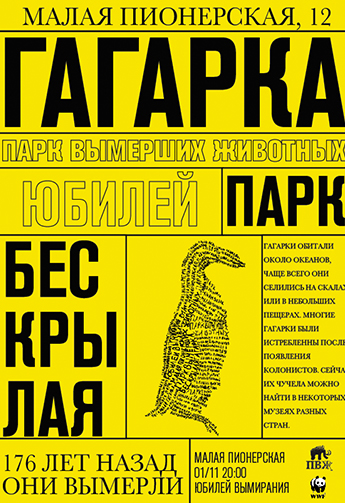 МАЛАЯ ПИОНЕРСКАЯ, 12
ГАГАРКА
ПАРК ВЫМЕРШИХ ЖИВОТНЫХ
ЮБИЛЕЙ
ПАРК
БЕС
КРЫ
ЛАЯ
ГАГАРКИ ОБИТАЛИ
ОКОЛО ОКЕАНОВ,
ЧАЩЕ ВСЕГО ОНИ
СЕЛИЛИСЬ НА СКАЛАХ
ИЛИ В НЕБОЛЬШИХ
ПЕЩЕРАХ. МНОГИЕ
ГАГАРКИ БЫЛИ
ИСТРЕБЛЕННЫ ПОСЛЕ
ПОЯВЛЕНИЯ
КОЛОНИСТОВ. СЕЙЧА
ИХ ЧУЧЕЛА МОЖНО
НАЙТИ В НЕКОТОРЫХ
МУЗЕЯХ РАЗНЫХ
СТРАН.
176 ЛЕТ НАЗАД
ОНИ ВЫМЕРЛИ
МАЛАЯ ПИОНЕРСКАЯ
01/11 20:00
ЮБИЛЕЙ ВЫМИРАНИЯ
ПВЖ
WWF